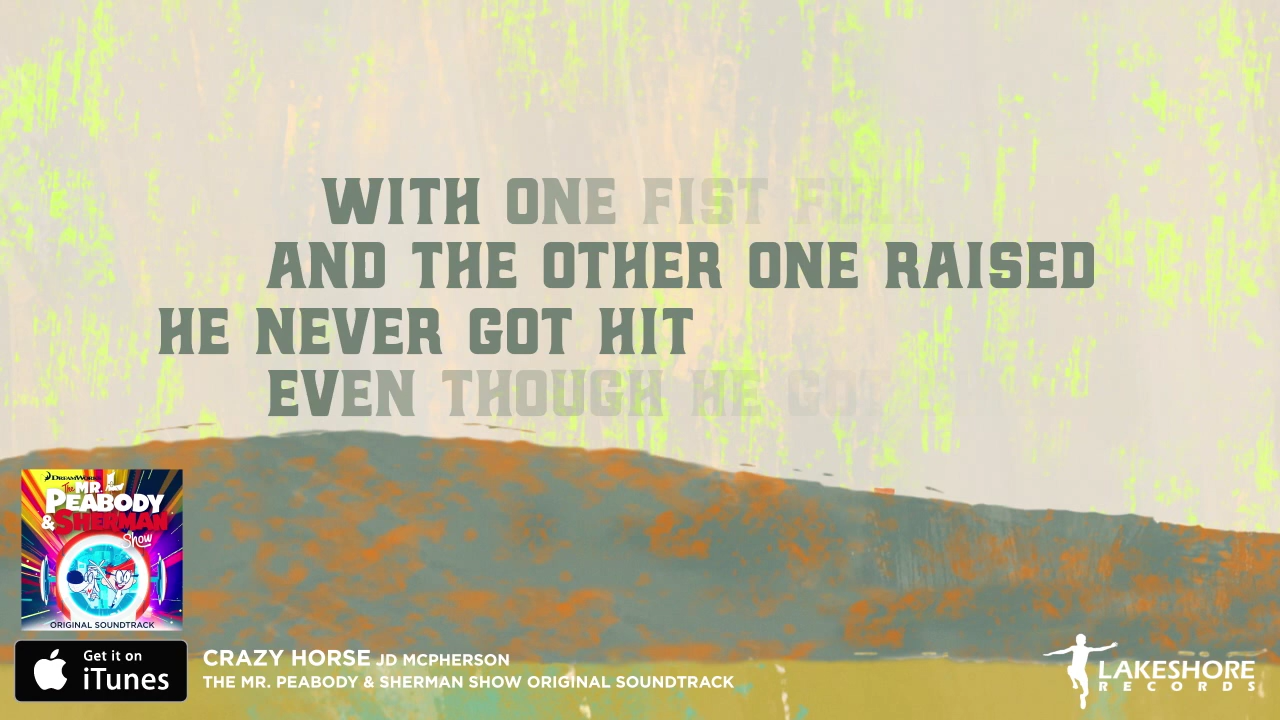 WITH ONE FIST
AND THE OTHER ONE RAISED
HE NEVER GOT HIT
EVEN THOUGH HE GOT
DREAMWORKS
The MR.
PEABODY
& SHERMAN
Show
ORIGINAL SOUNDTRACK
Get it on
iTunes
CRAZY HORSE JD MCPHERSON
THE MR. PEABODY & SHERMAN SHOW ORIGINAL SOUNDTRACK
LAKESHORE
RECORDS